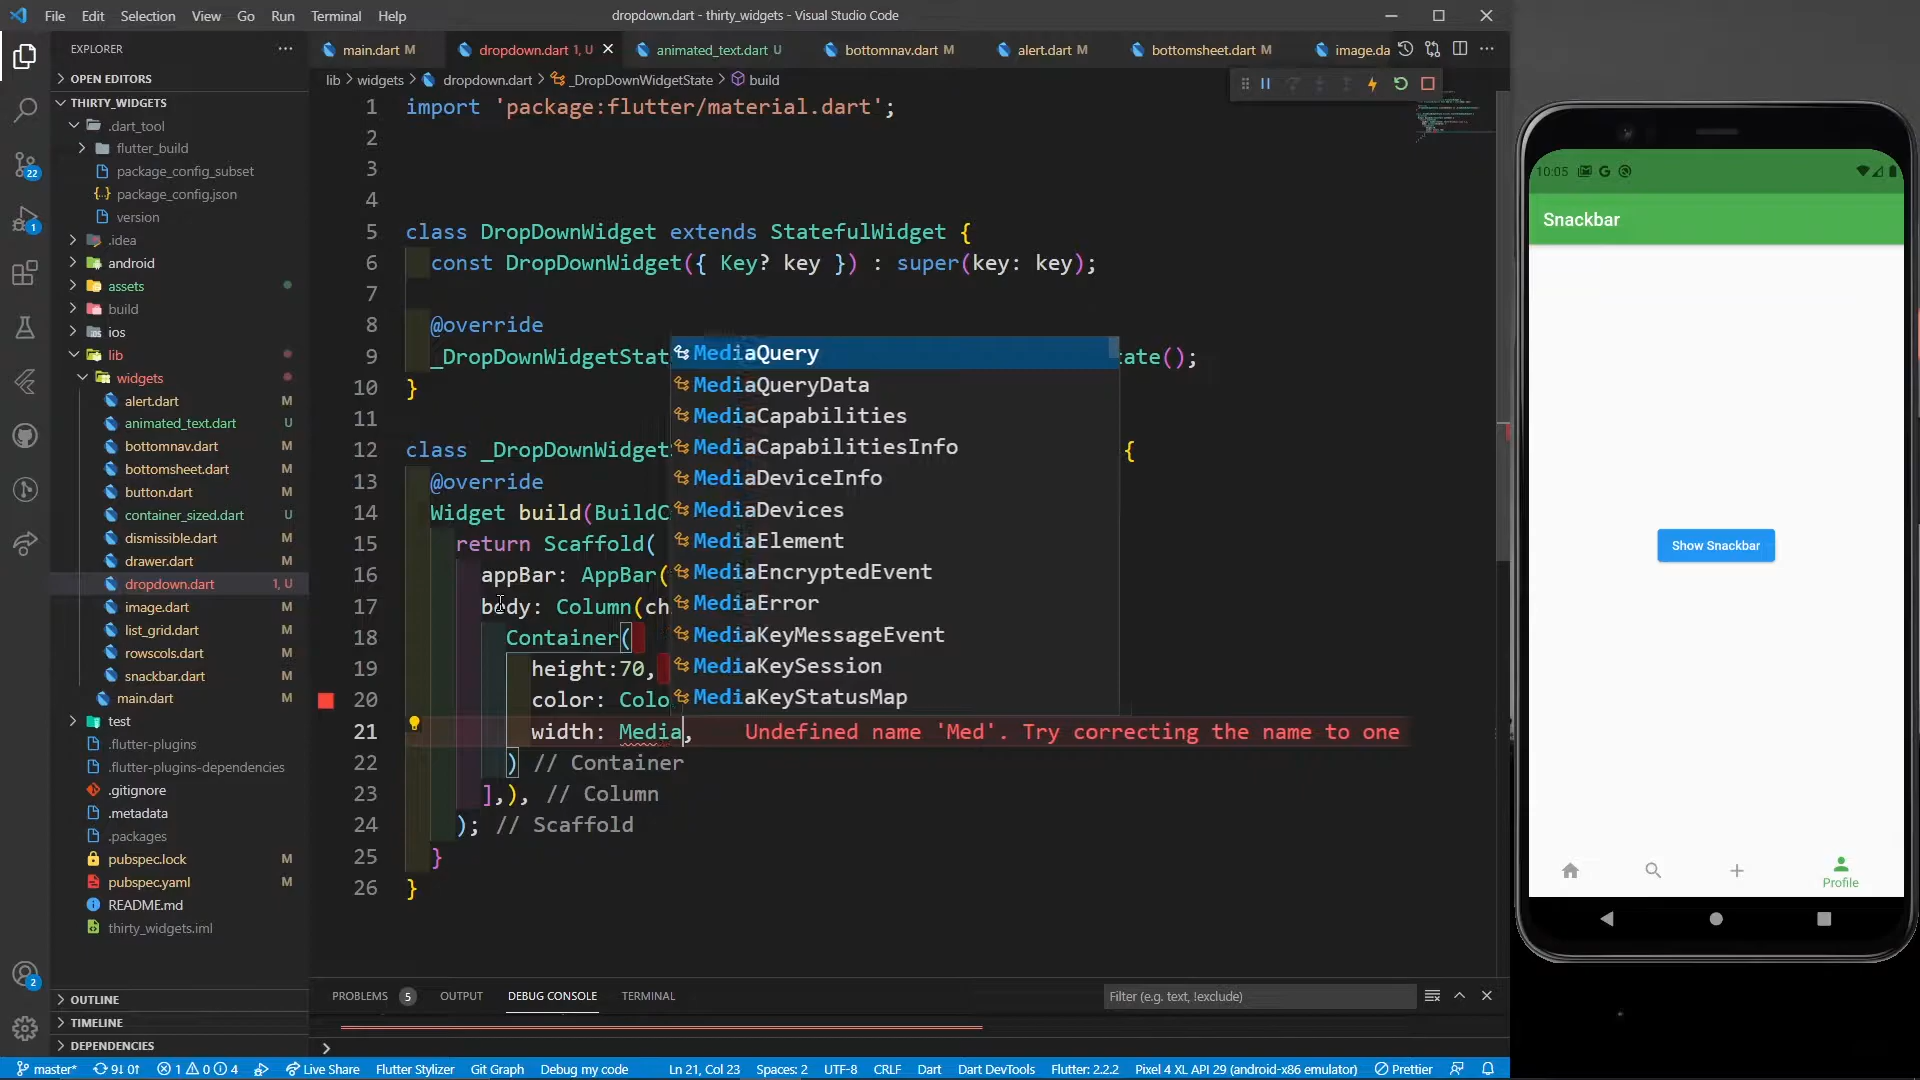 File Edit Selection View Go Run Terminal Help
dropdown.dart - thirty_widgets - Visual Studio Code
EXPLORER
OPEN EDITORS
THIRTY_WIDGETS
.dart_tool
flutter_build
package_config_subset
package_config.json
version
.idea
android
assets
build
ios
lib
widgets
alert.dart M
animated_text.dart U
bottomnav.dart M
bottomsheet.dart M
button.dart M
container_sized.dart U
dismissible.dart M
drawer.dart M
dropdown.dart 1, U
image.dart M
list_grid.dart M
rowscols.dart M
snackbar.dart M
main.dart M
test
.flutter-plugins
.flutter-plugins-dependencies
.gitignore
.metadata
.packages
pubspec.lock M
pubspec.yaml M
README.md
thirty_widgets.iml
OUTLINE
TIMELINE
DEPENDENCIES
22
1
2
main.dart M
dropdown.dart 1, U
animated_text.dart U
bottomnav.dart M
alert.dart M
bottomsheet.dart M
image.da
lib > widgets > dropdown.dart > _DropDownWidgetState > build
1 import 'package:flutter/material.dart';
2
3
4
5 class DropDownWidget extends StatefulWidget {
6 const DropDownWidget({ Key? key }) : super(key: key);
7
8 @override
9 _DropDownWidgetStat ate();
10 }
11
12 class _DropDownWidget {
13 @override
14 Widget build(BuildC
15 return Scaffold(
16 appBar: AppBar(
17 body: Column(ch
18 Container(
19 height:70,
20 color: Colo
21 width: Media, Undefined name 'Med'. Try correcting the name to one
22 ) // Container
23 ],), // Column
24 ); // Scaffold
25 }
26 }
MediaQuery
MediaQueryData
MediaCapabilities
MediaCapabilitiesInfo
MediaDeviceInfo
MediaDevices
MediaElement
MediaEncryptedEvent
MediaError
MediaKeyMessageEvent
MediaKeySession
MediaKeyStatusMap
PROBLEMS 5 OUTPUT DEBUG CONSOLE TERMINAL
Filter (e.g. text, !exclude)
master* 9↓ 0↑ 1 0 4 Live Share Flutter Stylizer Git Graph Debug my code Ln 21, Col 23 Spaces: 2 UTF-8 CRLF Dart Dart DevTools Flutter: 2.2.2 Pixel 4 XL API 29 (android-x86 emulator) Prettier
10:05
Snackbar
Show Snackbar
Profile